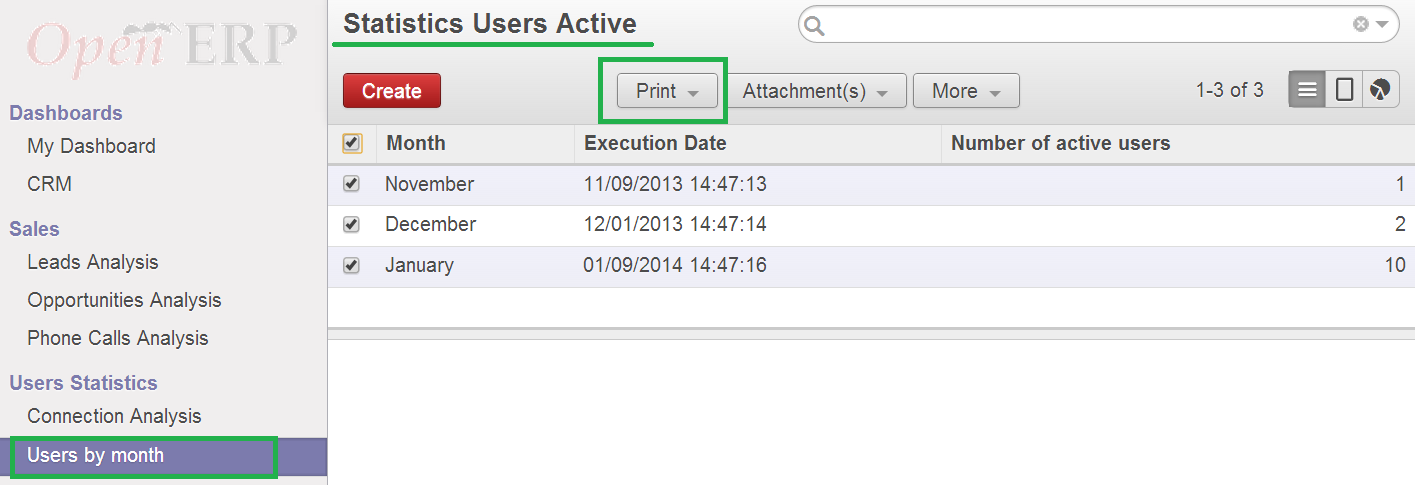 Open ERP
Dashboards
My Dashboard
CRM
Sales
Leads Analysis
Opportunities Analysis
Phone Calls Analysis
Users Statistics
Connection Analysis
Users by month
Statistics Users Active
Create Print Attachment(s) More 1-3 of 3
Month Execution Date Number of active users
November 11/09/2013 14:47:13 1
December 12/01/2013 14:47:14 2
January 01/09/2014 14:47:16 10